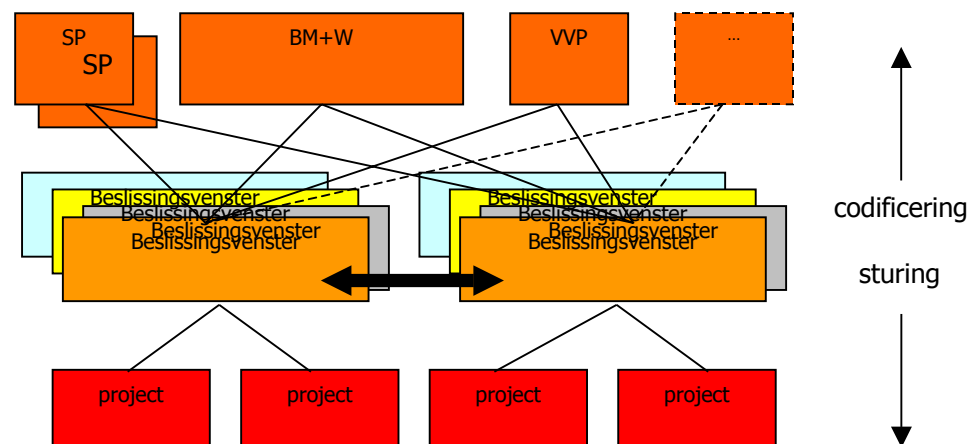 SP
SP
BM+W
VVP
...
Beslissingsvenster
Beslissingsvenster
Beslissingsvenster
Beslissingsvenster
Beslissingsvenster
Beslissingsvenster
Beslissingsvenster
Beslissingsvenster
codificering
sturing
project
project
project
project